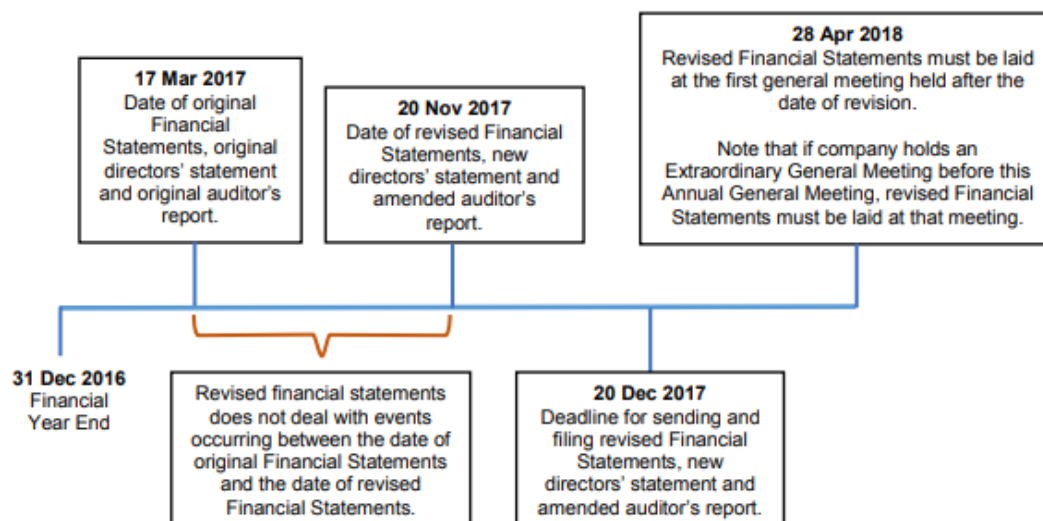 17 Mar 2017
Date of original
Financial
Statements, original
directors' statement
and original auditor's
report.
20 Nov 2017
Date of revised Financial
Statements, new
directors' statement and
amended auditor's
report.
28 Apr 2018
Revised Financial Statements must be laid
at the first general meeting held after the
date of revision.
Note that if company holds an
Extraordinary General Meeting before this
Annual General Meeting, revised Financial
Statements must be laid at that meeting.
31 Dec 2016
Financial
Year End
Revised financial statements
does not deal with events
occurring between the date of
original Financial Statements
and the date of revised
Financial Statements.
20 Dec 2017
Deadline for sending and
filing revised Financial
Statements, new
directors' statement and
amended auditor's report.